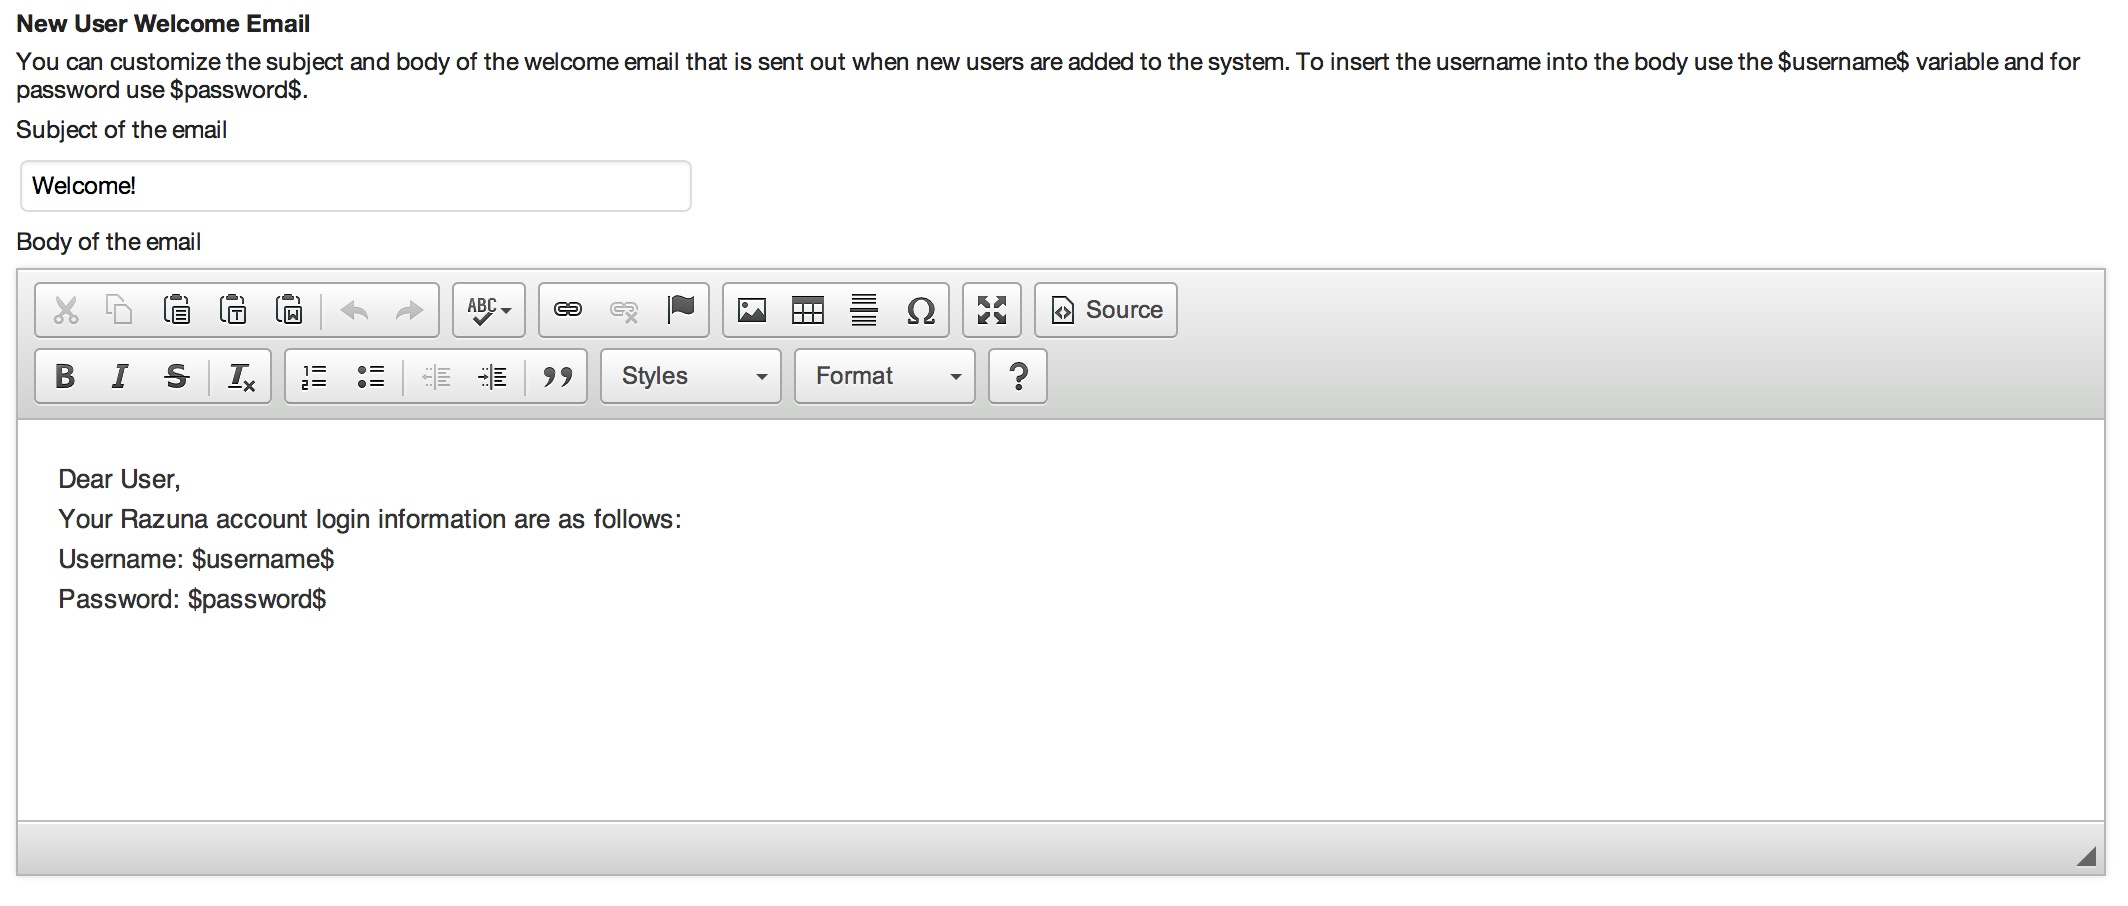 New User Welcome Email
You can customize the subject and body of the welcome email that is sent out when new users are added to the system. To insert the username into the body use the $username$ variable and for
password use $password$.
Subject of the email
Welcome!
Body of the email
ABC Ω Source
B I S Tx Styles Format ?
Dear User,
Your Razuna account login information are as follows:
Username: $username$
Password: $password$